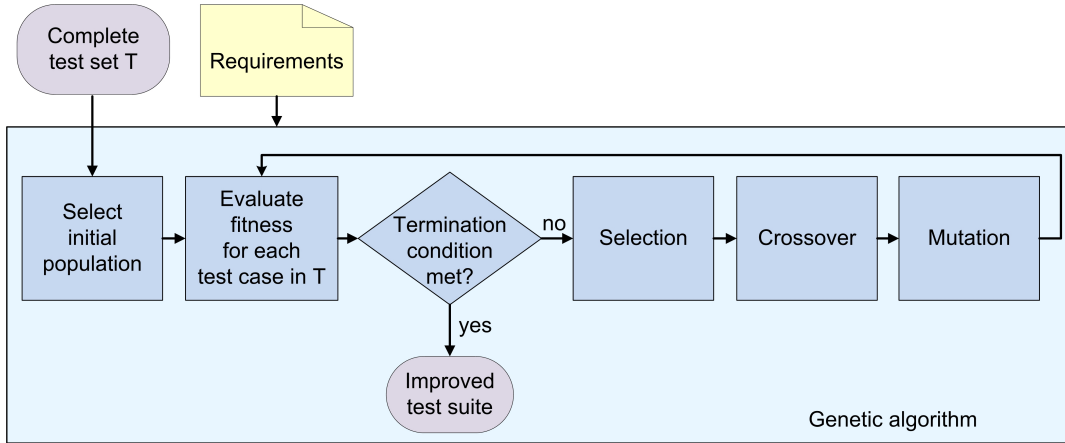 Complete
test set T
Requirements
Select
initial
population
Evaluate
fitness
for each
test case in T
Termination
condition
met?
no
Selection
Crossover
Mutation
yes
Improved
test suite
Genetic algorithm